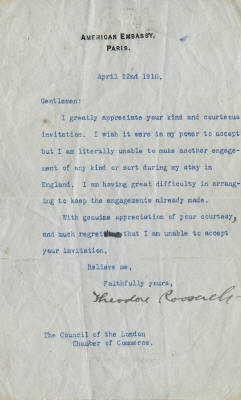 AMERICAN EMBASSY,
PARIS.
April 22nd 1910.
Gentlemen:
I greatly appreciate your kind and courteous
invitation. I wish it were in my power to accept
but I am literally unable to make another engage-
ment of any kind or sort during my stay in
England. I am having great difficulty in arrang-
ing to keep the engagements already made.
With genuine appreciation of your courtesy,
and much regret that I am unable to accept
your invitation,
Believe me,
Faithfully yours,
Theodore Roosevelt
The Council of the London
Chamber of Commerce.